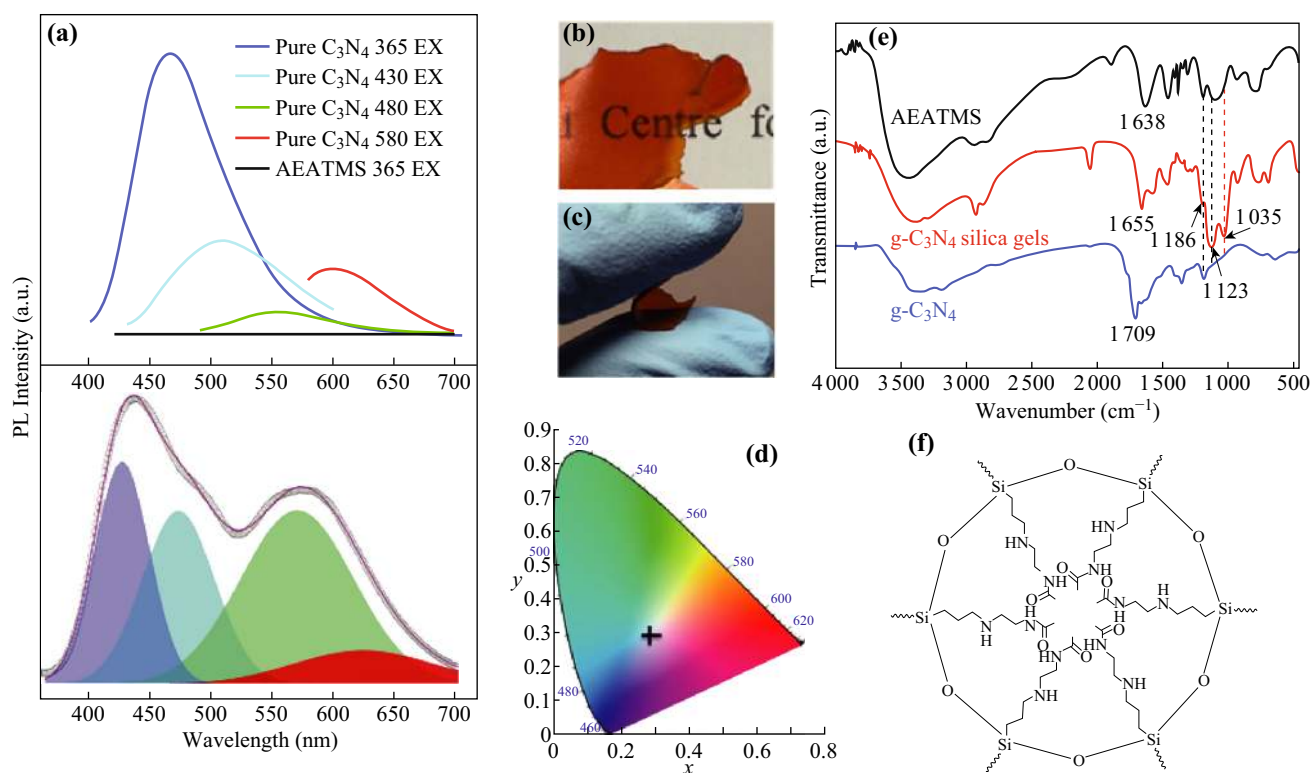 (a)
Pure C₃N₄ 365 EX
Pure C₃N₄ 430 EX
Pure C₃N₄ 480 EX
Pure C₃N₄ 580 EX
AEATMS 365 EX
PL Intensity (a.u.)
400 450 500 550 600 650 700
400 450 500 550 600 650 700
Wavelength (nm)
(b)
Centre fo
(c)
(e)
Transmittance (a.u.)
AEATMS
1 638
g-C₃N₄ silica gels
1 655
1 186
1 035
1 123
g-C₃N₄
1 709
4 000 3 500 3 000 2 500 2 000 1 500 1 000 500
Wavenumber (cm⁻¹)
(d)
0.9
0.8
0.7
0.6
0.5
0.4
0.3
0.2
0.1
0
y
520
540
560
500
580
600
620
480
460
0 0.2 0.4 0.6 0.8
x
(f)
O
Si Si
HN HN
O O
NH O HN
O NH
Si Si
N H
HN
O
N H
O O
NH O HN
O O
NH NH
Si Si
O